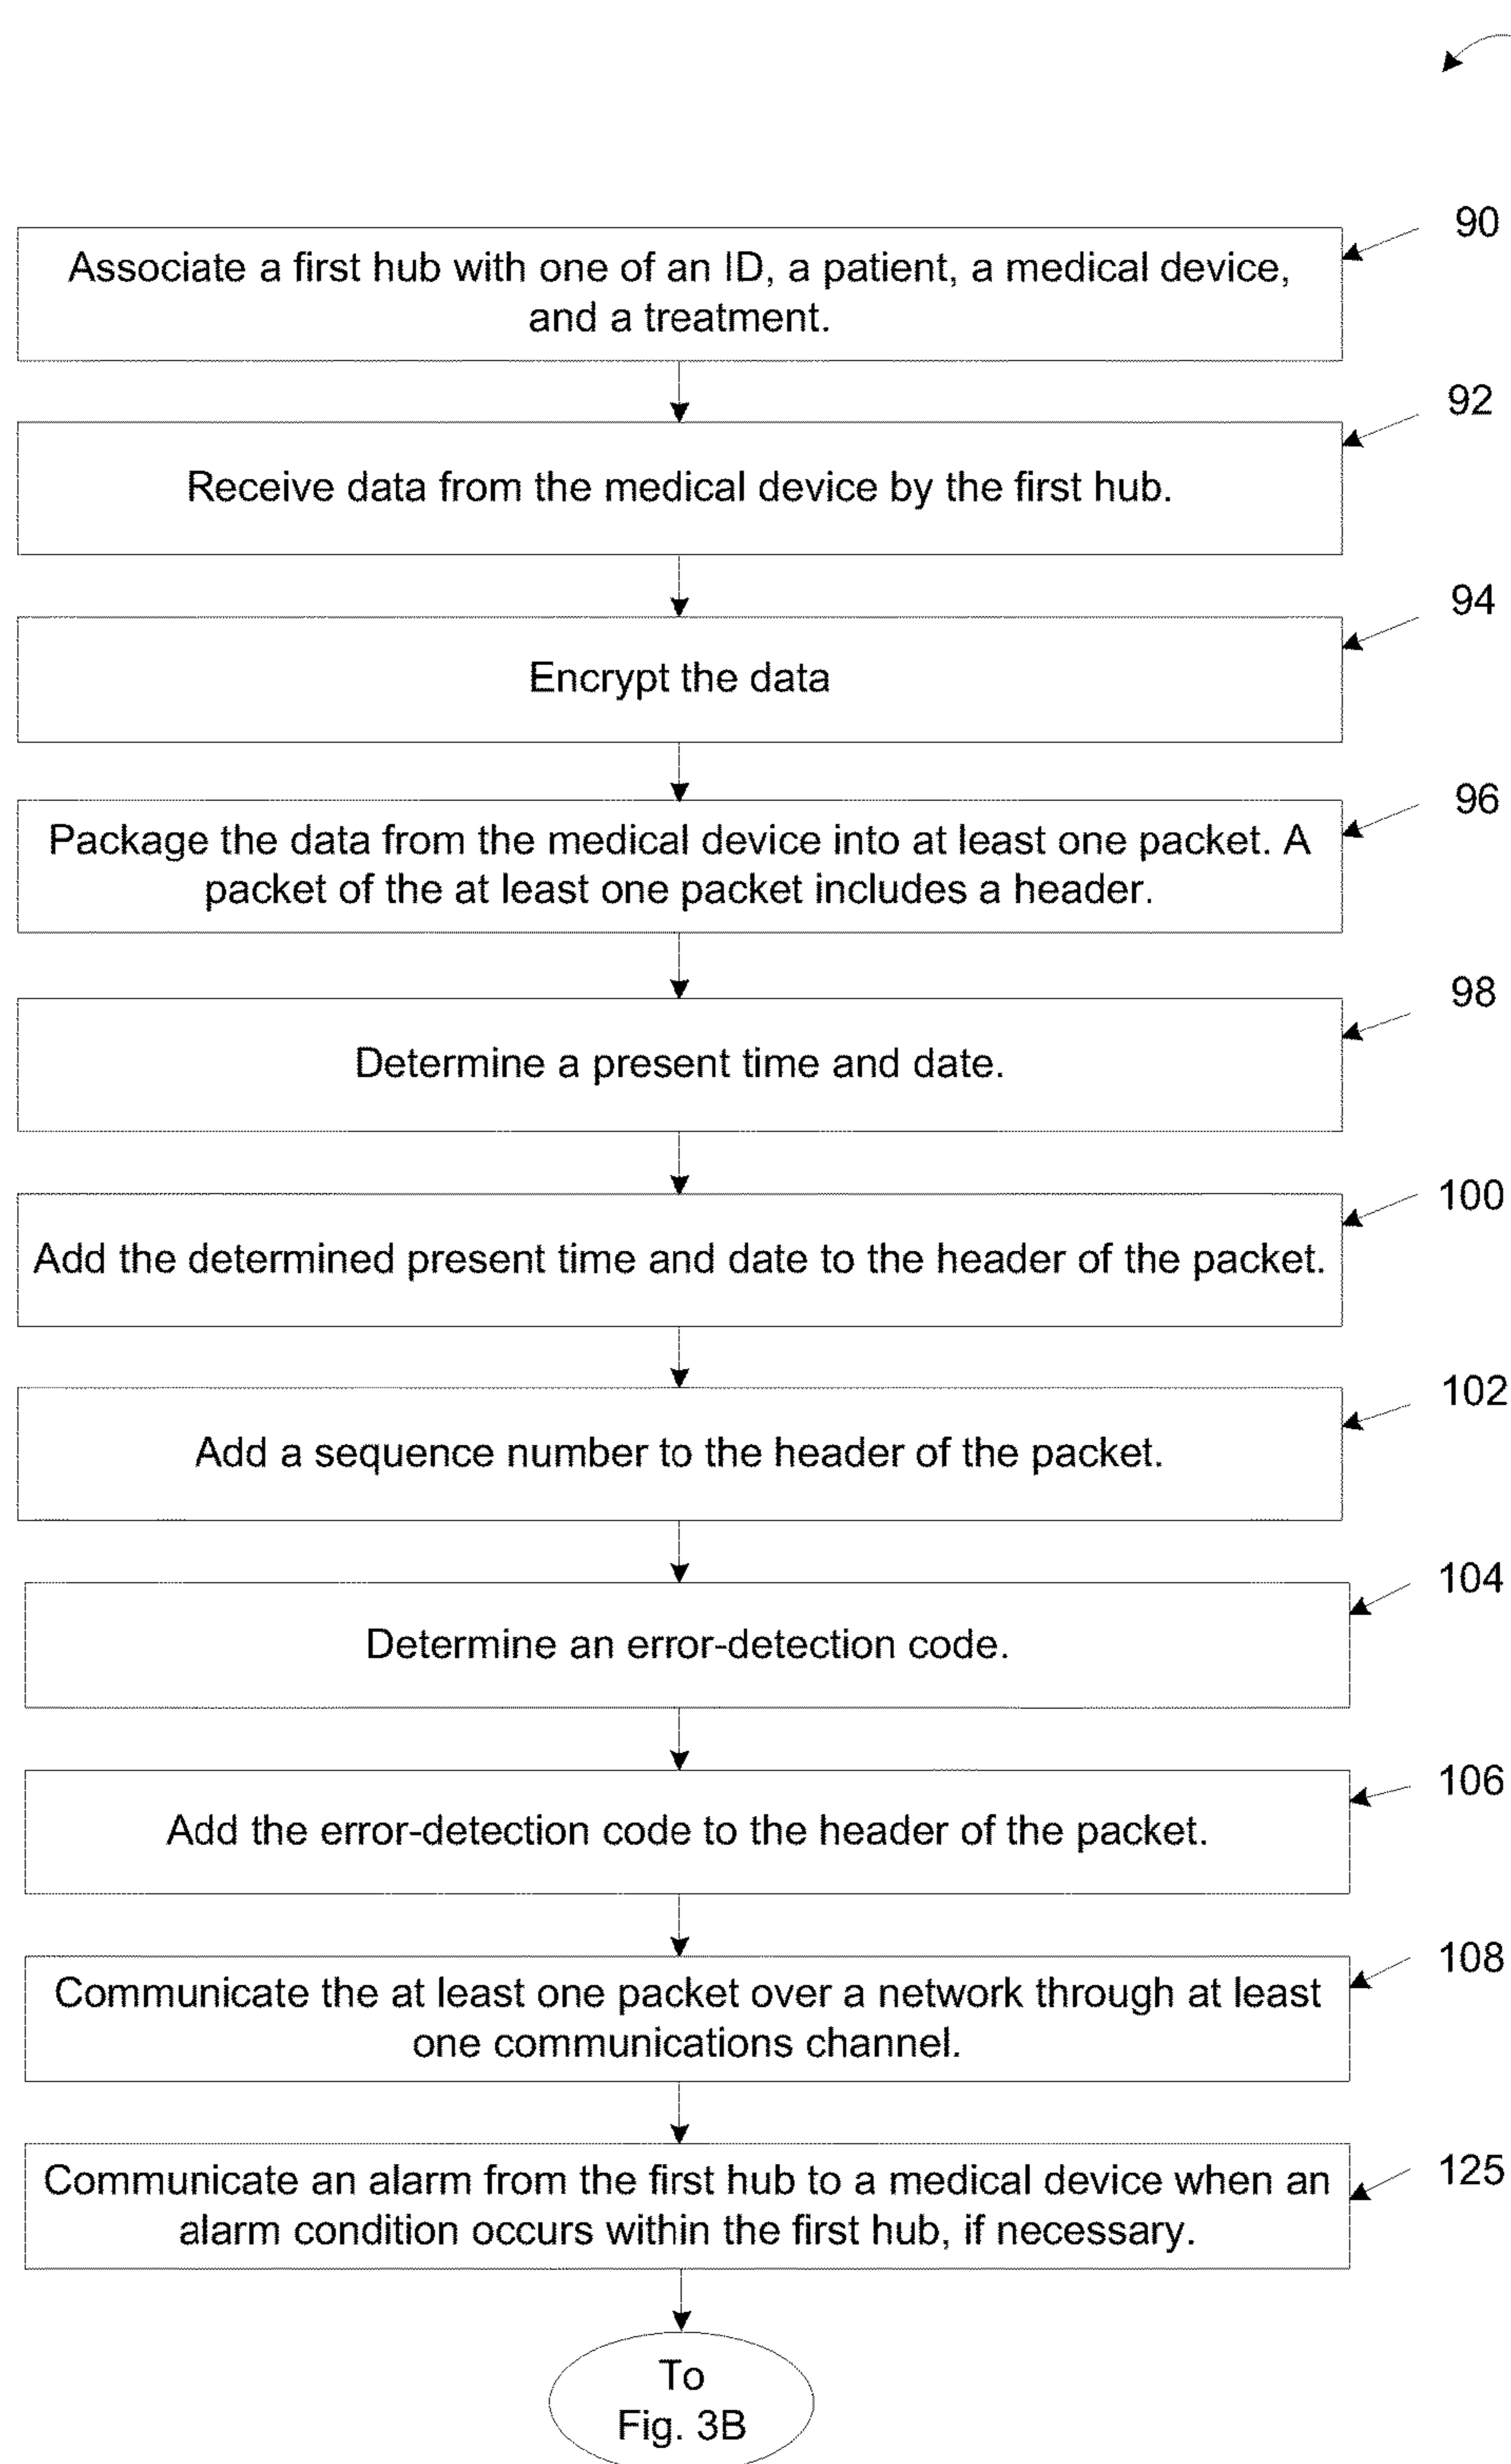 90
Associate a first hub with one of an ID, a patient, a medical device,
and a treatment.
92
Receive data from the medical device by the first hub.
94
Encrypt the data
96
Package the data from the medical device into at least one packet. A
packet of the at least one packet includes a header.
98
Determine a present time and date.
100
Add the determined present time and date to the header of the packet.
102
Add a sequence number to the header of the packet.
104
Determine an error-detection code.
106
Add the error-detection code to the header of the packet.
108
Communicate the at least one packet over a network through at least
one communications channel.
125
Communicate an alarm from the first hub to a medical device when an
alarm condition occurs within the first hub, if necessary.
To
Fig. 3B